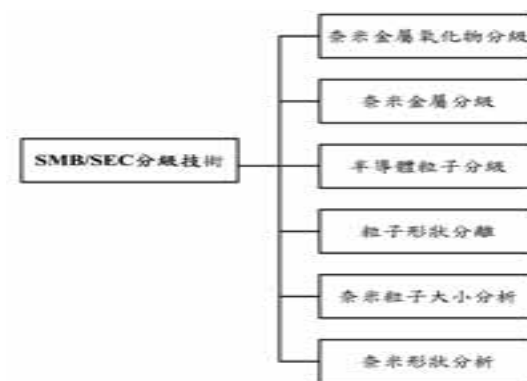 奈米金屬氧化物分級
奈米金屬分級
SMB/SEC分級技術
半導體粒子分級
粒子形狀分離
奈米粒子大小分析
奈米形狀分析